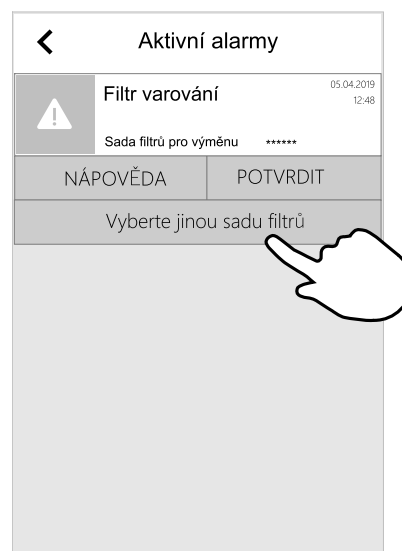 Aktivní alarmy
Filtr varování
05.04.2019
12:48
Sada filtrů pro výměnu ******
NÁPOVĚDA
POTVRDIT
Vyberte jinou sadu filtrů